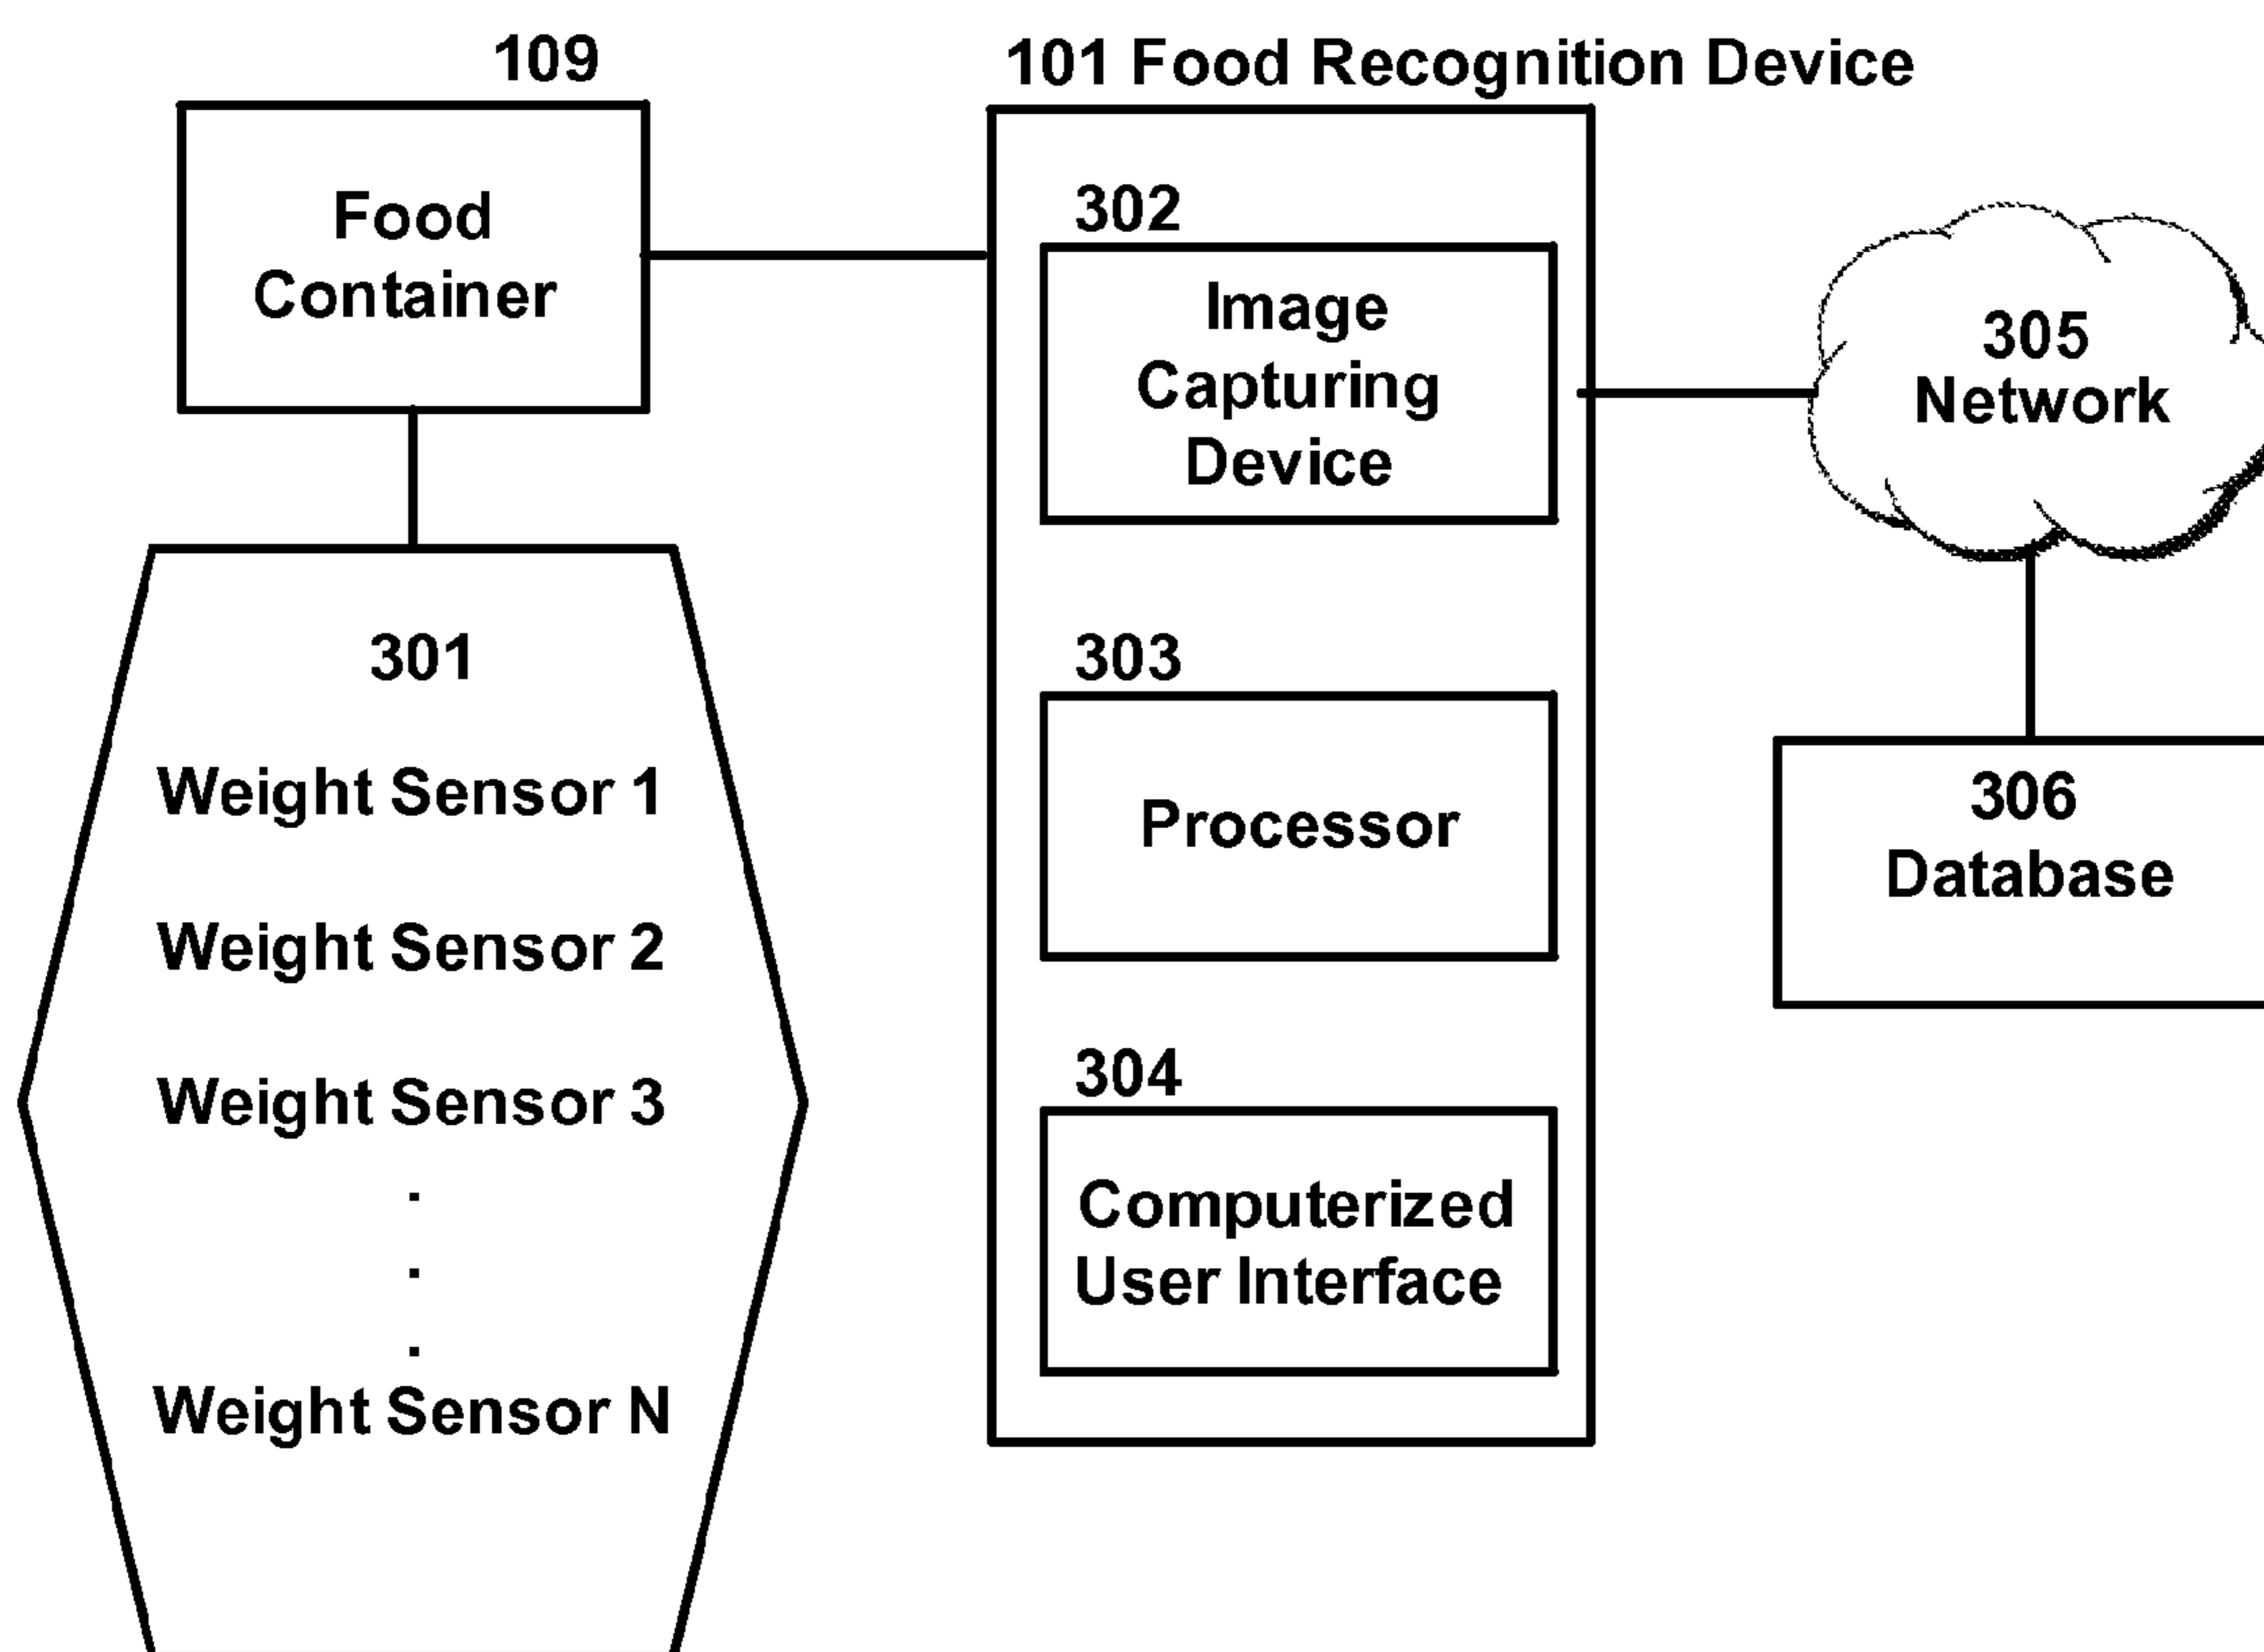 109
Food
Container
301
Weight Sensor 1
Weight Sensor 2
Weight Sensor 3
.
.
.
Weight Sensor N
101 Food Recognition Device
302
Image
Capturing
Device
303
Processor
304
Computerized
User Interface
305
Network
306
Database